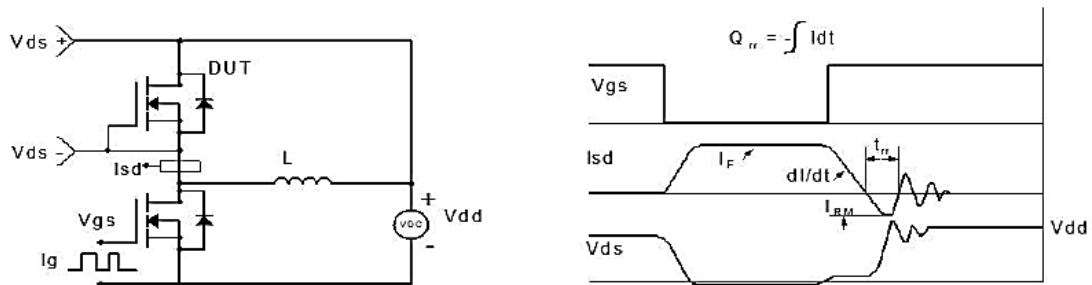 Vds +
DUT
Vds -
Isd
L
Vgs
Ig
+
VDC
-
Vdd
Q rr = -∫ Idt
Vgs
Isd
I F
dI/dt
t rr
I RM
Vds
Vdd